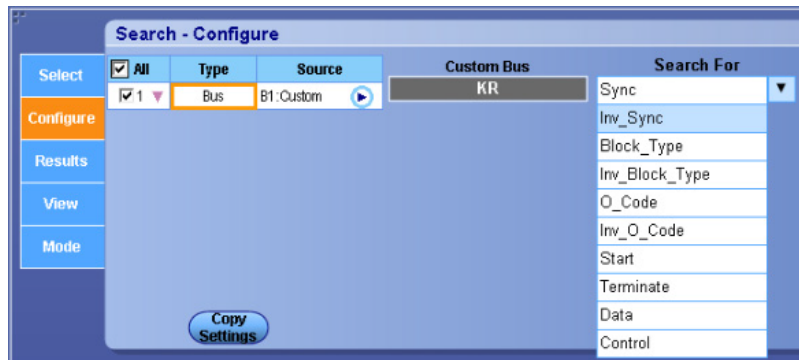 Search - Configure
Select
Configure
Results
View
Mode
All Type Source
1 Bus B1:Custom
Copy
Settings
Custom Bus
KR
Search For
Sync
Inv_Sync
Block_Type
Inv_Block_Type
O_Code
Inv_O_Code
Start
Terminate
Data
Control